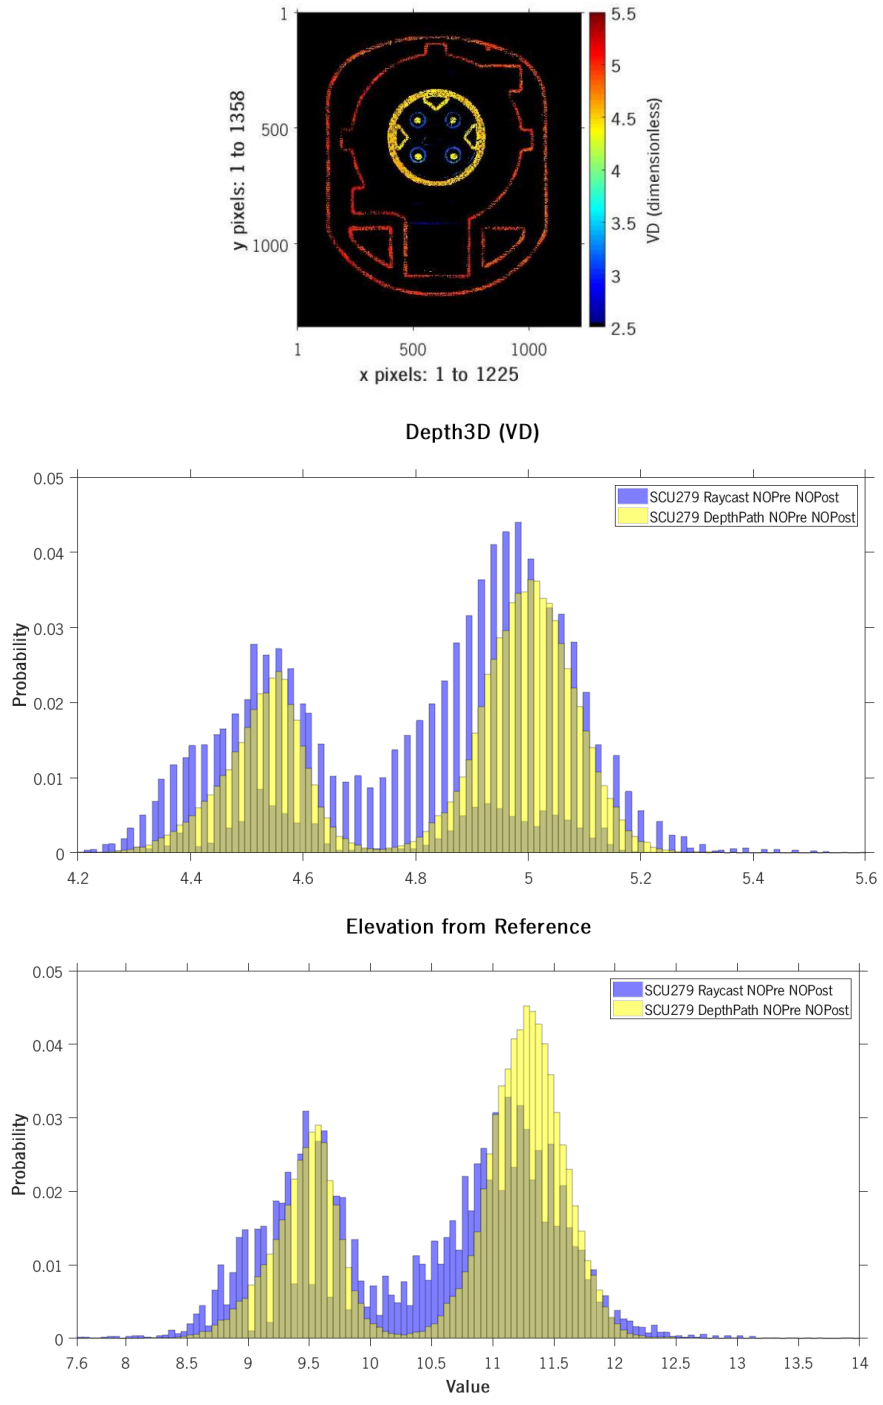 1
500
1000
y pixels: 1 to 1358
1
500
1000
x pixels: 1 to 1225
5.5
5
4.5
4
3.5
3
2.5
VD (dimensionless)
Depth3D (VD)
0.05
0.04
0.03
0.02
0.01
0
Probability
SCU279 Raycast NOPre NOPost
SCU279 DepthPath NOPre NOPost
4.2 4.4 4.6 4.8 5 5.2 5.4 5.6
Elevation from Reference
0.05
0.04
0.03
0.02
0.01
0
Probability
SCU279 Raycast NOPre NOPost
SCU279 DepthPath NOPre NOPost
7.6 8 8.5 9 9.5 10 10.5 11 11.5 12 12.5 13 13.5 14
Value